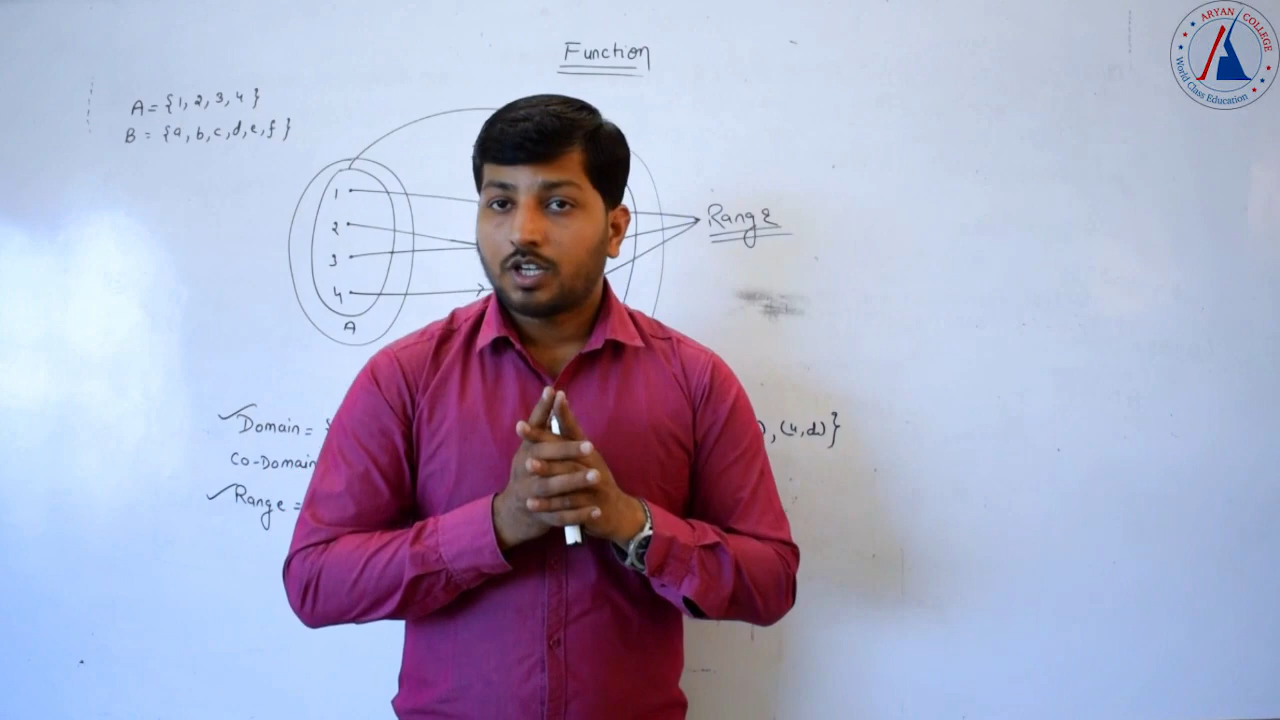 Function
A = {1, 2, 3, 4 }
B = {a, b, c, d, e, f }
1
2
3
4
A
Range
Domain = {
Co-Domain
Range =
), (4,d)}
ARYAN COLLEGE
World Class Education